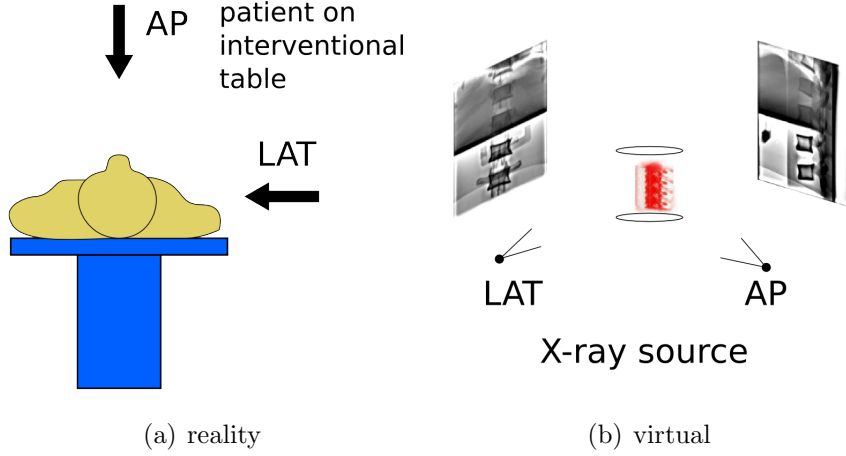 AP
patient on
interventional
table
LAT
LAT
AP
X-ray source
(a) reality
(b) virtual